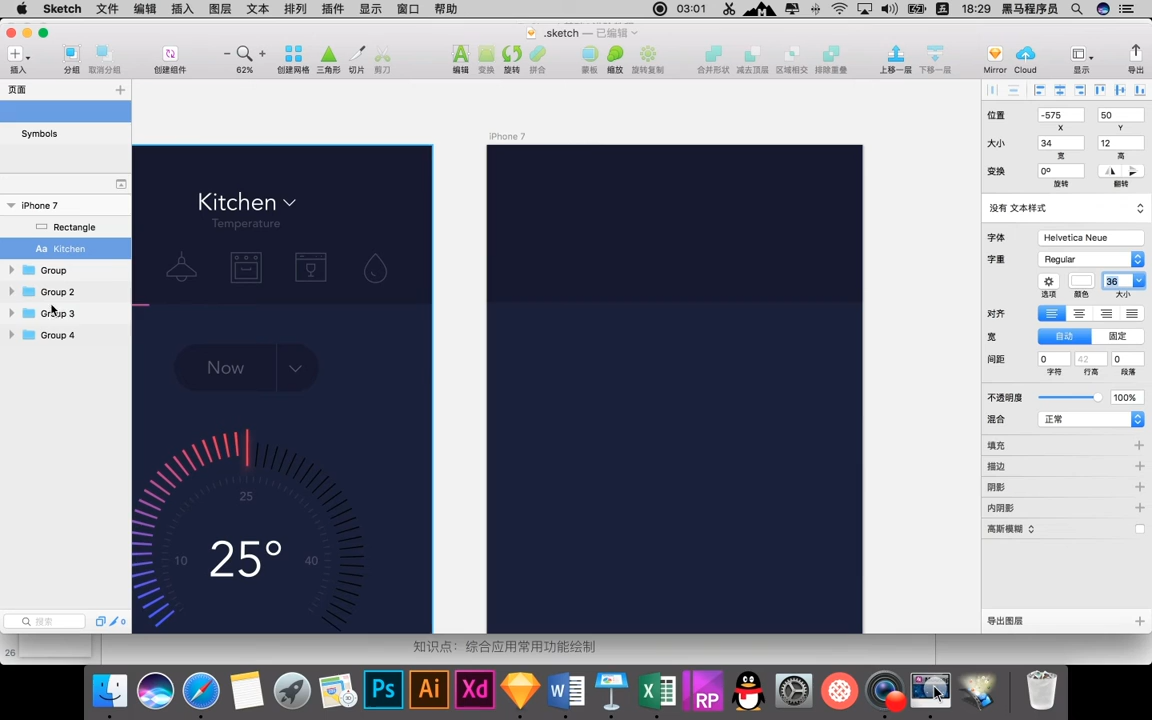 Sketch 文件 编辑 插入 图层 文本 排列 插件 显示 窗口 帮助 03:01 五 18:29 黑马程序员
.sketch — 已编辑
62%
插入 分组 取消分组 创建组件 创建网格 三角形 切片 剪刀 编辑 变换 旋转 拼合 蒙板 缩放 旋转复制 合并形状 减去顶层 区域相交 排除重叠 上移一层 下移一层 Mirror Cloud 显示 导出
页面
Symbols
iPhone 7
Rectangle
Aa Kitchen
Group
Group 2
Group 3
Group 4
搜索 0
iPhone 7
Kitchen
Temperature
Now
25
10 25° 40
位置 -575 50
X Y
大小 34 12
宽 高
变换 0º
旋转 翻转
没有 文本样式
字体 Helvetica Neue
字重 Regular
36
选项 颜色 大小
对齐
宽 自动 固定
间距 0 42 0
字符 行高 段落
不透明度 100%
混合 正常
填充
描边
阴影
内阴影
高斯模糊
导出图层
26 知识点：综合应用常用功能绘制
Ps Ai Xd W X RP